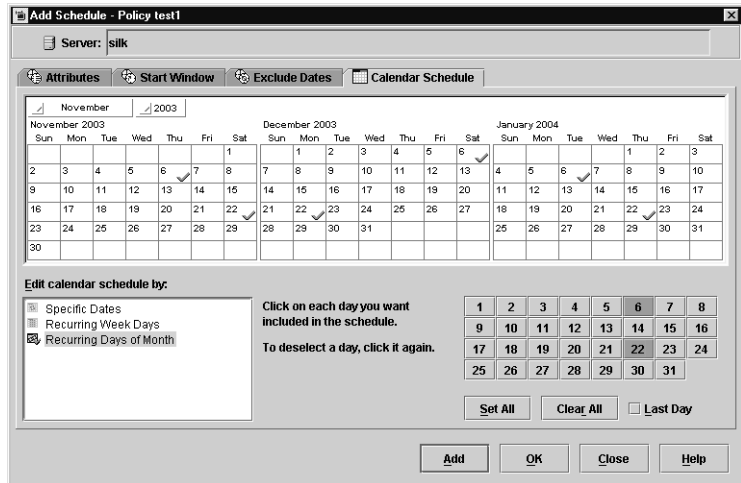 Add Schedule - Policy test1
Server: silk
Attributes Start Window Exclude Dates Calendar Schedule
November 2003
November 2003 December 2003 January 2004
Sun Mon Tue Wed Thu Fri Sat Sun Mon Tue Wed Thu Fri Sat Sun Mon Tue Wed Thu Fri Sat
1 1 2 3 4 5 6 1 2 3
2 3 4 5 6 7 8 7 8 9 10 11 12 13 4 5 6 7 8 9 10
9 10 11 12 13 14 15 14 15 16 17 18 19 20 11 12 13 14 15 16 17
16 17 18 19 20 21 22 21 22 23 24 25 26 27 18 19 20 21 22 23 24
23 24 25 26 27 28 29 28 29 30 31 25 26 27 28 29 30 31
30
Edit calendar schedule by:
Specific Dates
Recurring Week Days
Recurring Days of Month
Click on each day you want
included in the schedule.
To deselect a day, click it again.
1 2 3 4 5 6 7 8
9 10 11 12 13 14 15 16
17 18 19 20 21 22 23 24
25 26 27 28 29 30 31
Set All Clear All Last Day
Add OK Close Help